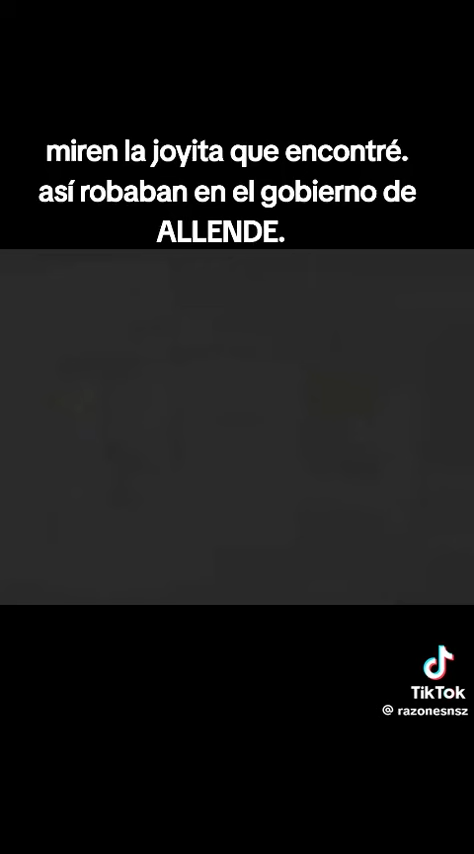 miren la joyita que encontré.
así robaban en el gobierno de
ALLENDE.
TikTok
@ razonesnsz